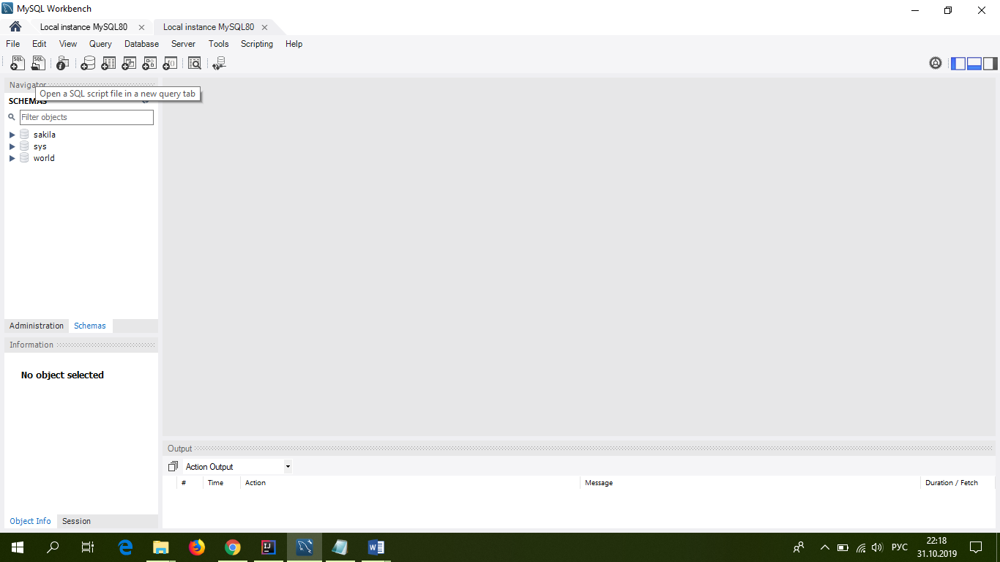 MySQL Workbench
Local instance MySQL80 Local instance MySQL80
File Edit View Query Database Server Tools Scripting Help
SQL SQL
Navigator
Open a SQL script file in a new query tab
SCHEMAS
Filter objects
sakila
sys
world
Administration Schemas
Information
No object selected
Object Info Session
Output
Action Output
# Time Action Message Duration / Fetch
РУС
22:18
31.10.2019